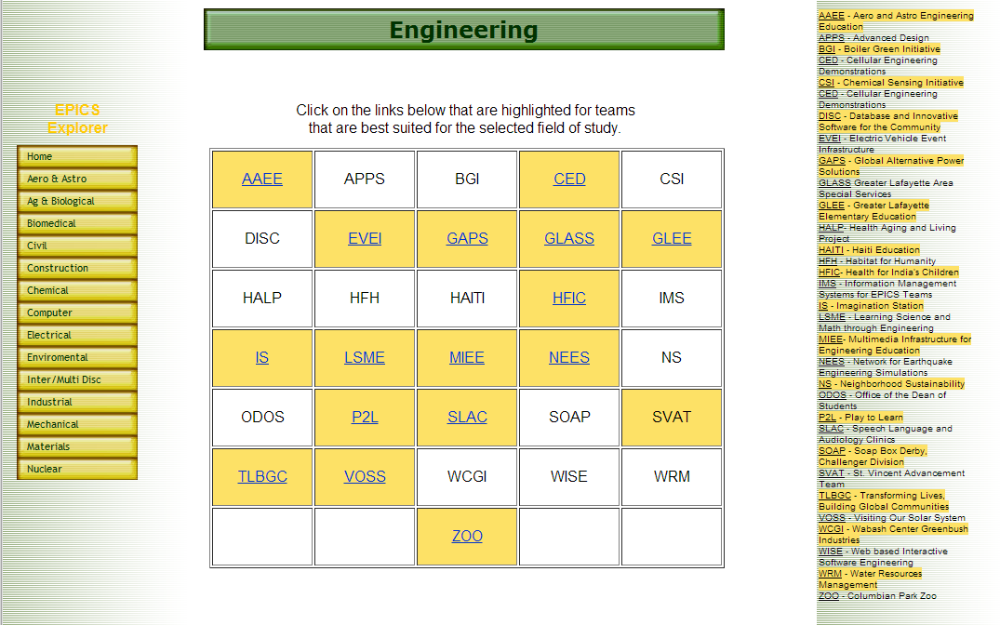 Engineering
EPICS
Explorer
Home
Aero & Astro
Ag & Biological
Biomedical
Civil
Construction
Chemical
Computer
Electrical
Enviromental
Inter/Multi Disc
Industrial
Mechanical
Materials
Nuclear
Click on the links below that are highlighted for teams
that are best suited for the selected field of study.
AAEE APPS BGI CED CSI
DISC EVEI GAPS GLASS GLEE
HALP HFH HAITI HFIC IMS
IS LSME MIEE NEES NS
ODOS P2L SLAC SOAP SVAT
TLBGC VOSS WCGI WISE WRM
ZOO
AAEE - Aero and Astro Engineering
Education
APPS - Advanced Design
BGI - Boiler Green Initiative
CED - Cellular Engineering
Demonstrations
CSI - Chemical Sensing Initiative
CED - Cellular Engineering
Demonstrations
DISC - Database and Innovative
Software for the Community
EVEI - Electric Vehicle Event
Infrastructure
GAPS - Global Alternative Power
Solutions
GLASS Greater Lafayette Area
Special Services
GLEE - Greater Lafayette
Elementary Education
HALP- Health Aging and Living
Project
HAITI - Haiti Education
HFH - Habitat for Humanity
HFIC- Health for India's Children
IMS - Information Management
Systems for EPICS Teams
IS - Imagination Station
LSME - Learning Science and
Math through Engineering
MIEE- Multimedia Infrastructure for
Engineering Education
NEES - Network for Earthquake
Engineering Simulations
NS - Neighborhood Sustainability
ODOS - Office of the Dean of
Students
P2L - Play to Learn
SLAC - Speech Language and
Audiology Clinics
SOAP - Soap Box Derby,
Challenger Division
SVAT - St. Vincent Advancement
Team
TLBGC - Transforming Lives,
Building Global Communities
VOSS - Visiting Our Solar System
WCGI - Wabash Center Greenbush
Industries
WISE - Web based Interactive
Software Engineering
WRM - Water Resources
Management
ZOO - Columbian Park Zoo